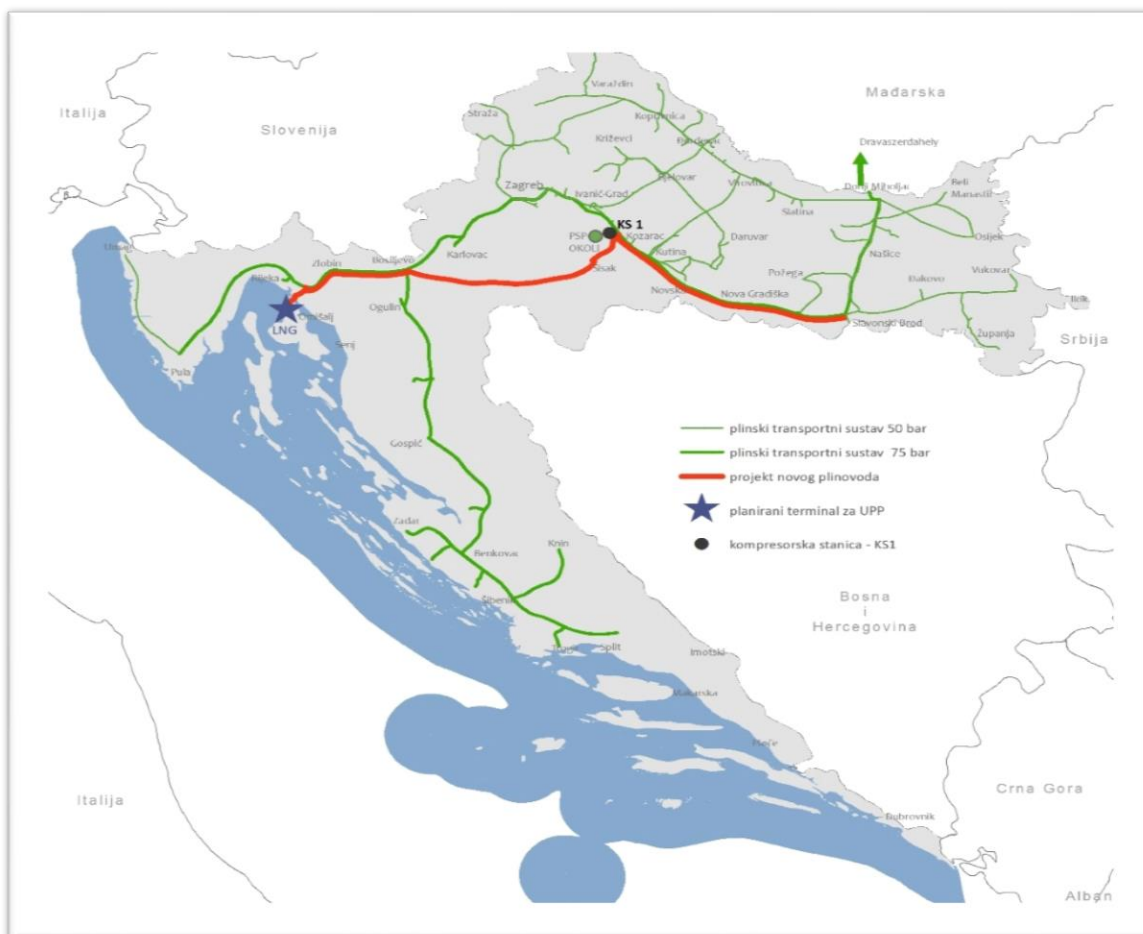 Italija
Slovenija
Mađarska
Varaždin
Straža
Koprivnica
Križevci
Dravaszerdahely
Bjelovar
Virovitica
Donji Miholjac
Beli
Manastir
Zagreb
Ivanić-Grad
Slatina
KS 1
PSP
OKOLI
Kozarac
Osijek
Daruvar
Našice
Umag
Karlovac
Kutina
Sisak
Požega
Đakovo
Vukovar
Zlobin
Bosiljevo
Rijeka
Novska
Nova Gradiška
Ilok
Ogulin
Omišalj
LNG
Slavonski Brod
Županja
Srbija
Senj
Pula
plinski transportni sustav 50 bar
plinski transportni sustav 75 bar
projekt novog plinovoda
planirani terminal za UPP
kompresorska stanica - KS1
Gospić
Zadar
Benkovac
Knin
Šibenik
Bosna
i
Hercegovina
Split
Imotski
Makarska
Ploče
Italija
Crna Gora
Dubrovnik
Alban